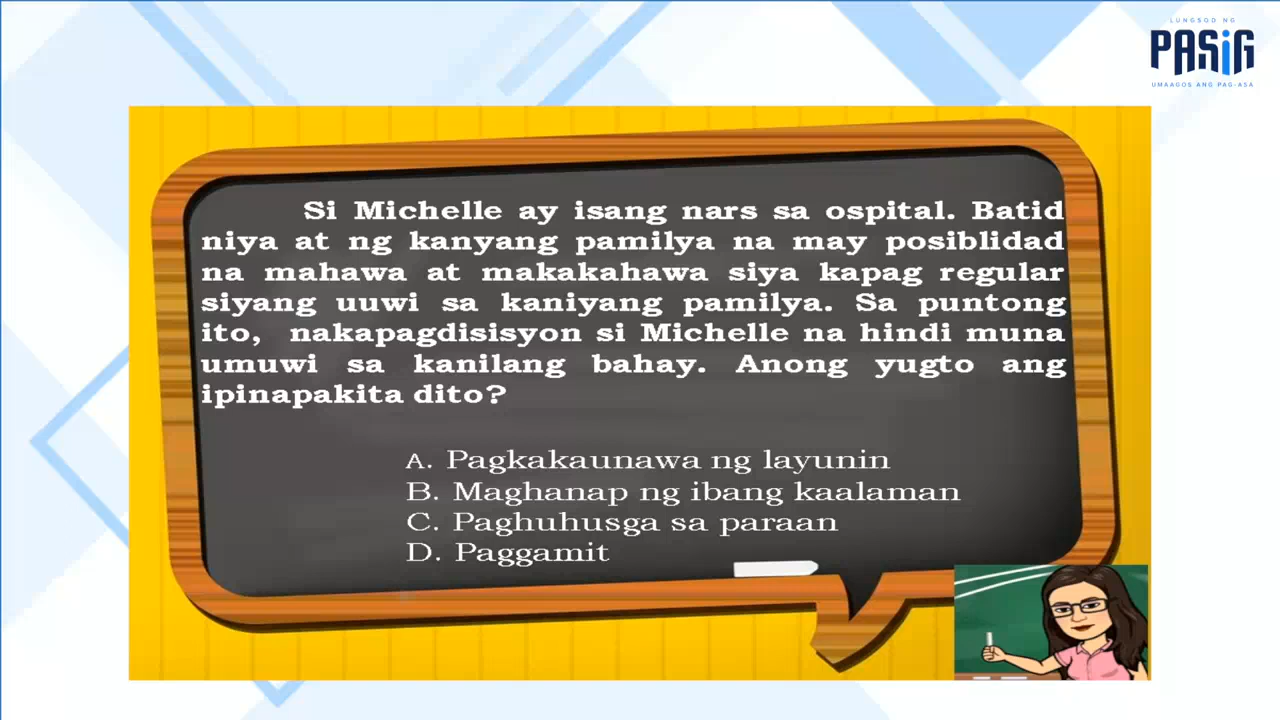 LUNGSOD NG
PASiG
UMAAGOS ANG PAG-ASA
Si Michelle ay isang nars sa ospital. Batid
niya at ng kanyang pamilya na may posiblidad
na mahawa at makakahawa siya kapag regular
siyang uuwi sa kaniyang pamilya. Sa puntong
ito, nakapagdisisyon si Michelle na hindi muna
umuwi sa kanilang bahay. Anong yugto ang
ipinapakita dito?
A. Pagkakaunawa ng layunin
B. Maghanap ng ibang kaalaman
C. Paghuhusga sa paraan
D. Paggamit